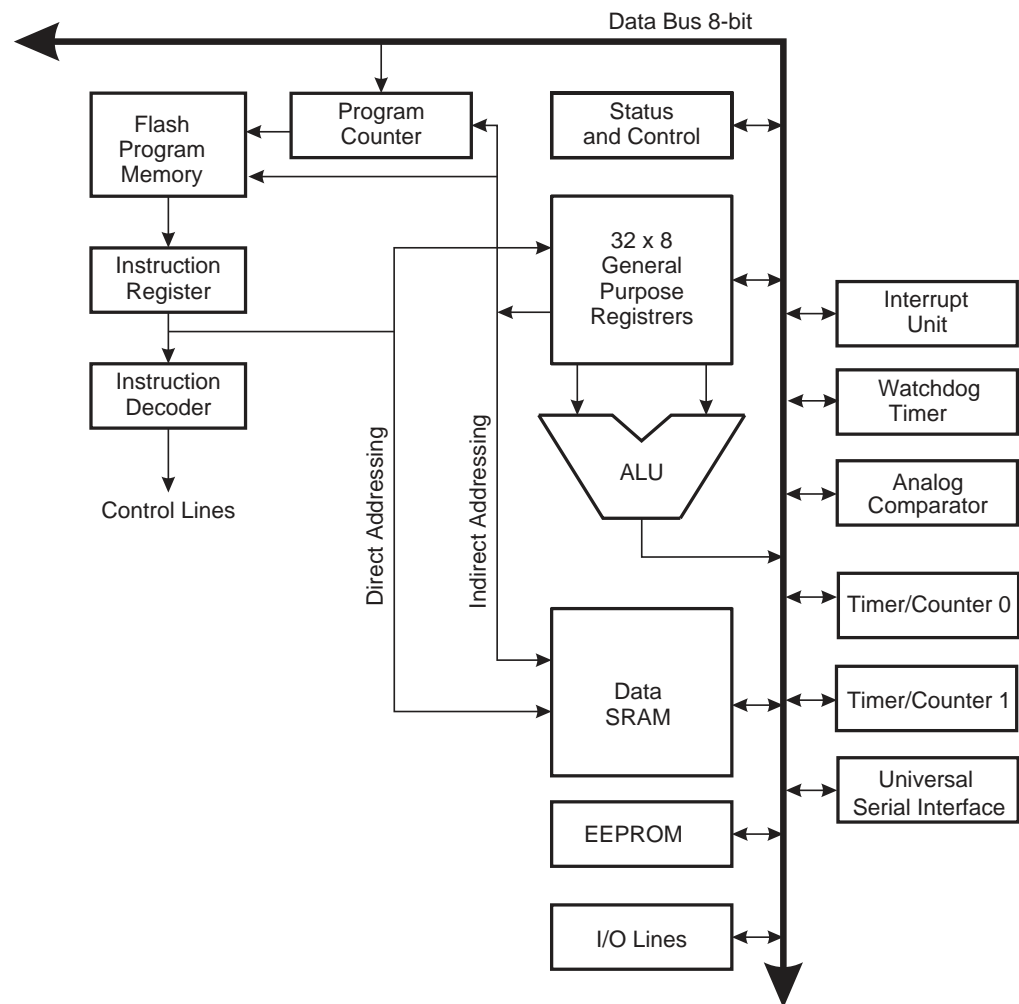 Data Bus 8-bit
Flash
Program
Memory
Program
Counter
Status
and Control
32 x 8
General
Purpose
Registrers
Instruction
Register
Instruction
Decoder
Control Lines
Direct Addressing
Indirect Addressing
ALU
Interrupt
Unit
Watchdog
Timer
Analog
Comparator
Timer/Counter 0
Data
SRAM
Timer/Counter 1
Universal
Serial Interface
EEPROM
I/O Lines